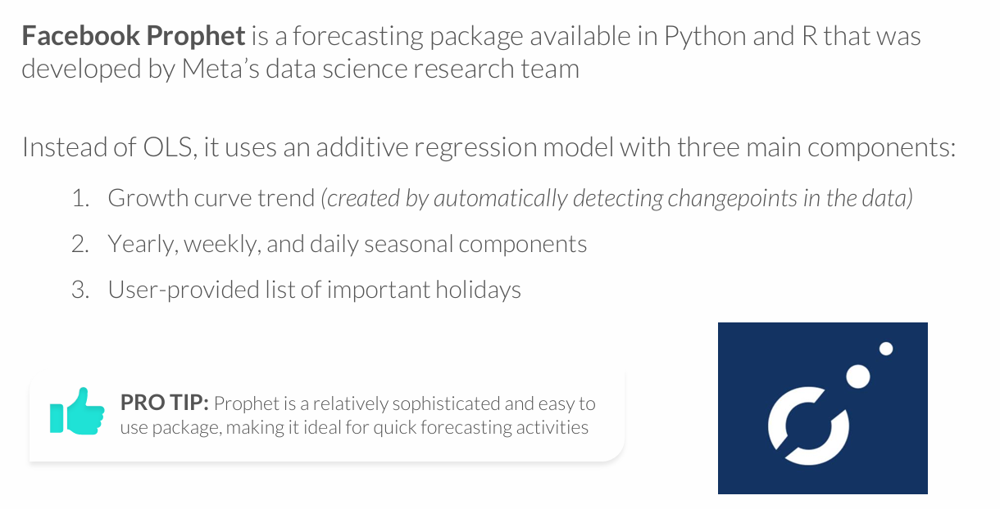 Facebook Prophet is a forecasting package available in Python and R that was
developed by Meta’s data science research team
Instead of OLS, it uses an additive regression model with three main components:
1. Growth curve trend (created by automatically detecting changepoints in the data)
2. Yearly, weekly, and daily seasonal components
3. User-provided list of important holidays
PRO TIP: Prophet is a relatively sophisticated and easy to
use package, making it ideal for quick forecasting activities